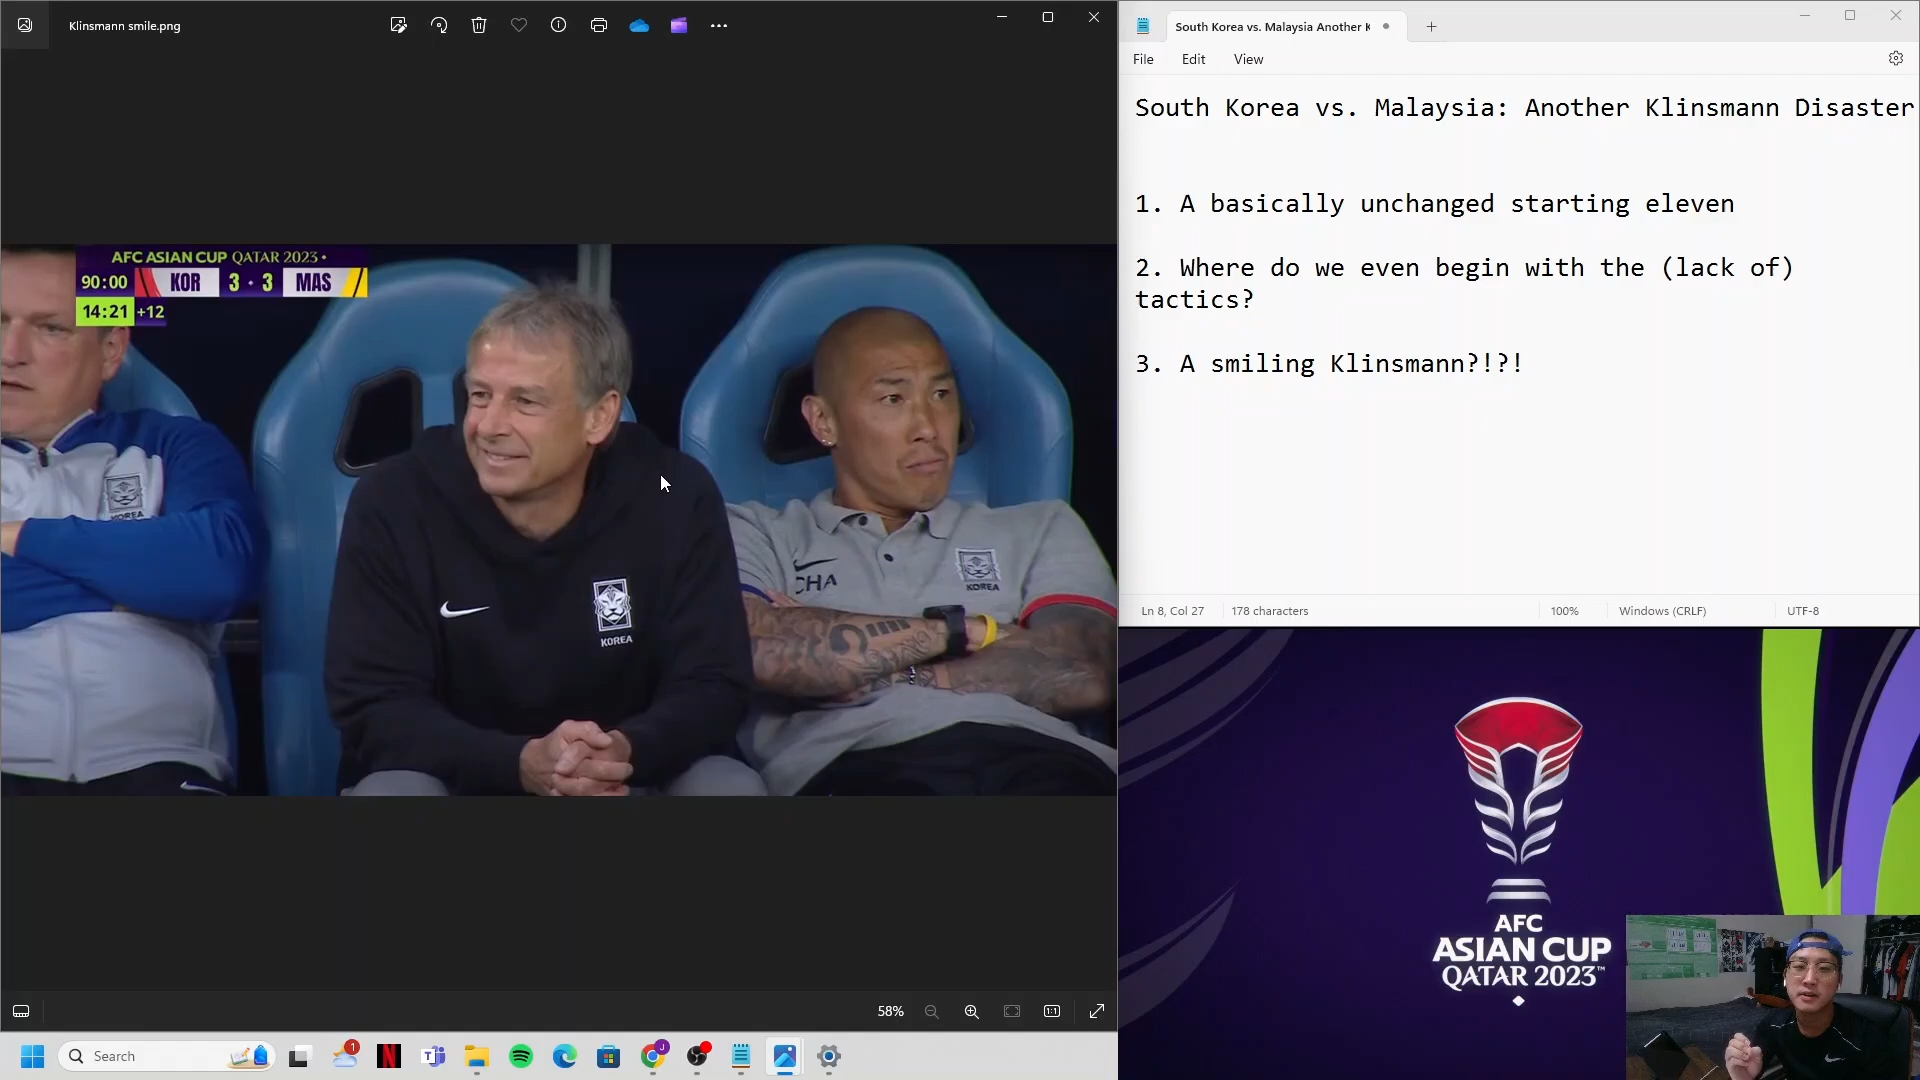 Klinsmann smile.png
AFC ASIAN CUP QATAR 2023
90:00 KOR 3 - 3 MAS
14:21 +12
KOREA
KOREA
CHA
KOREA
58%
South Korea vs. Malaysia Another K
File Edit View
South Korea vs. Malaysia: Another Klinsmann Disaster
1. A basically unchanged starting eleven
2. Where do we even begin with the (lack of)
tactics?
3. A smiling Klinsmann?!?!
Ln 8, Col 27 178 characters 100% Windows (CRLF) UTF-8
AFC
ASIAN CUP
QATAR 2023™
Search
1
J